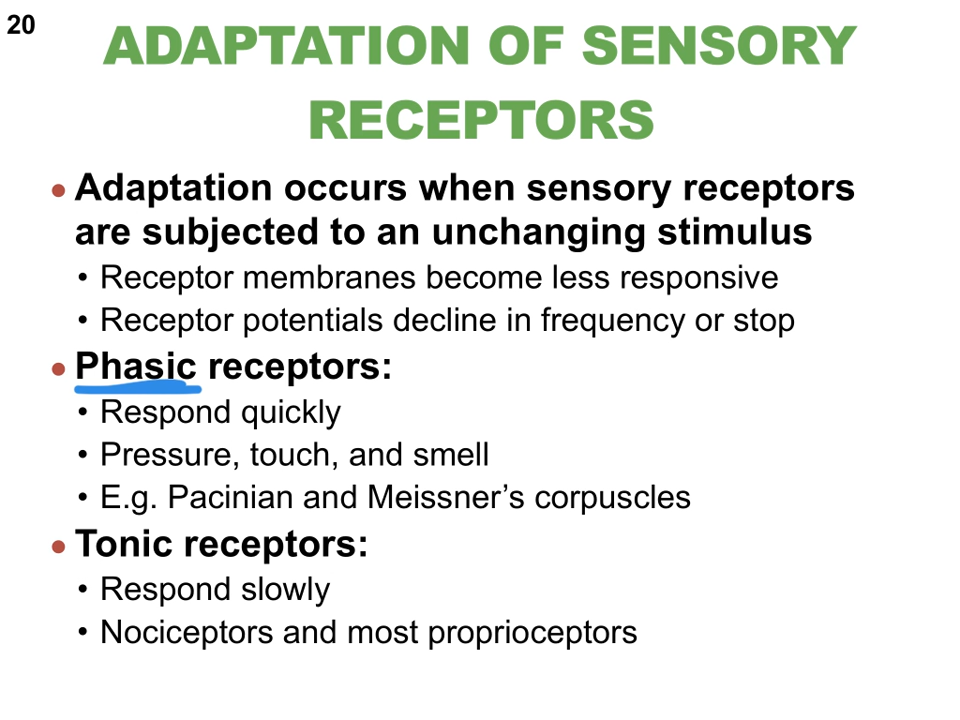 20
ADAPTATION OF SENSORY
RECEPTORS
• Adaptation occurs when sensory receptors
are subjected to an unchanging stimulus
• Receptor membranes become less responsive
• Receptor potentials decline in frequency or stop
• Phasic receptors:
• Respond quickly
• Pressure, touch, and smell
• E.g. Pacinian and Meissner’s corpuscles
• Tonic receptors:
• Respond slowly
• Nociceptors and most proprioceptors